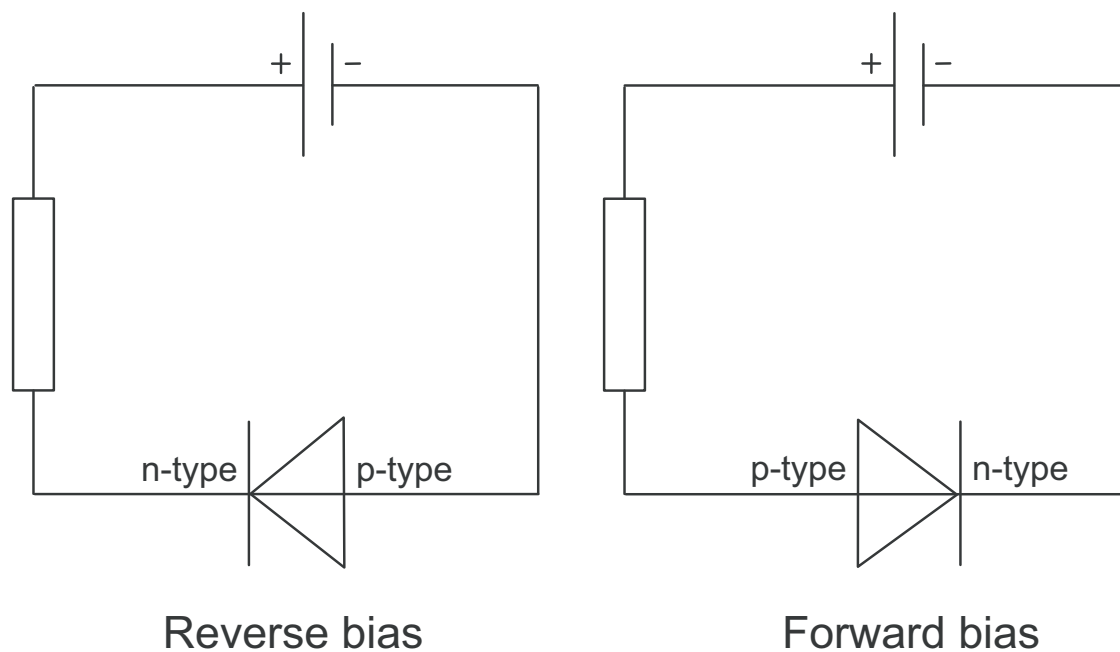 + −
+ −
n-type p-type
p-type n-type
Reverse bias
Forward bias